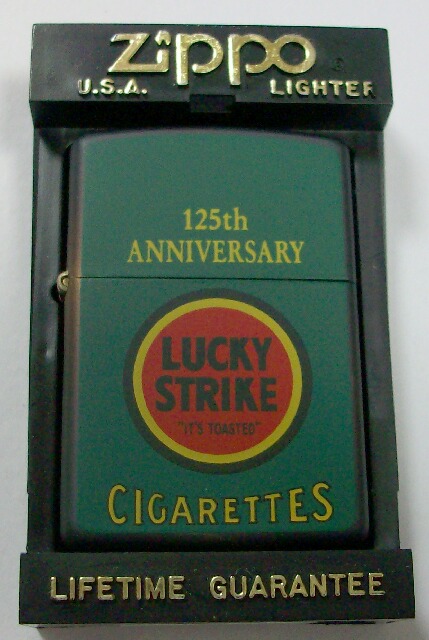 Zippo
U.S.A. LIGHTER
125th
ANNIVERSARY
LUCKY
STRIKE
"IT'S TOASTED"
CIGARETTES
LIFETIME GUARANTEE